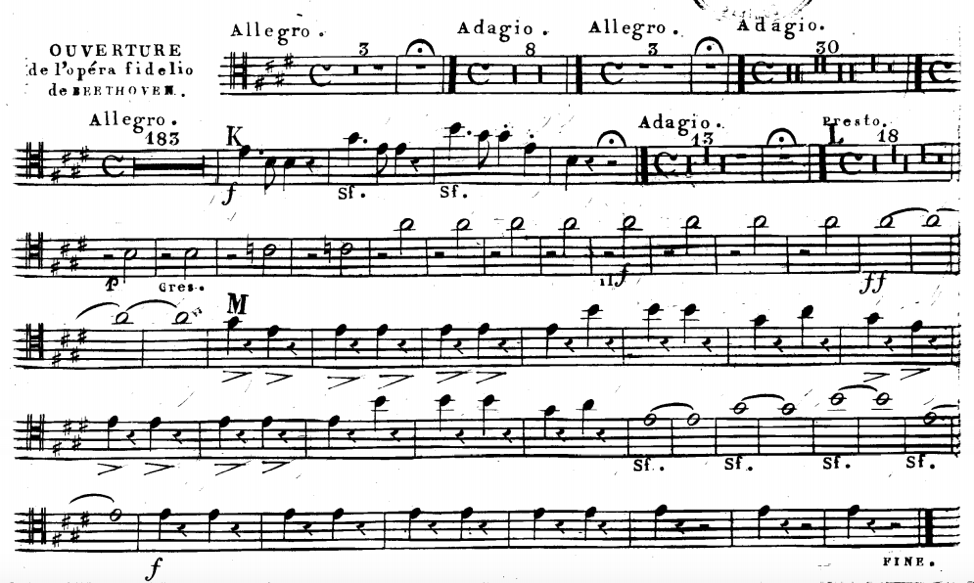 Allegro. Adagio. Allegro. Adagio.
OUVERTURE
de l'opéra fidelio
de BEETHOVEN.
3 8 3 30
Allegro. Adagio. Presto.
183 K 13 L 18
f Sf. Sf.
p Cres. f ff
M
Sf. Sf. Sf. Sf.
f FINE.